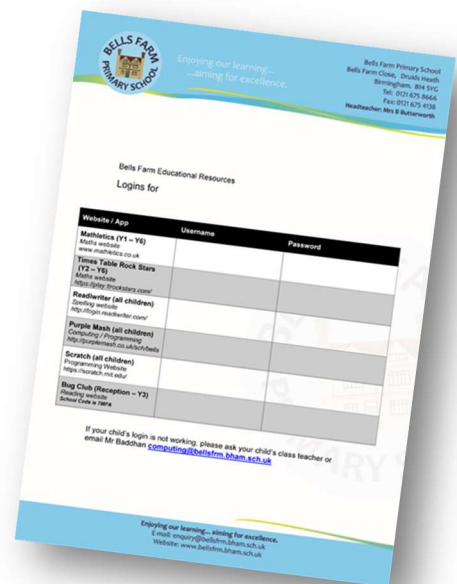 BELLS FARM
PRIMARY SCHOOL
Enjoying our learning...
...aiming for excellence.
Bells Farm Primary School
Bells Farm Close, Druids Heath
Birmingham, B14 5YG
Tel: 0121 675 8666
Fax: 0121 675 4138
Headteacher: Mrs B Butterworth
Bells Farm Educational Resources
Logins for
Website / App Username Password
Mathletics (Y1 – Y6)
Maths website
www.mathletics.co.uk
Times Table Rock Stars
(Y2 – Y6)
Maths website
https://play.ttrockstars.com/
Readiwriter (all children)
Spelling website
http://login.readiwriter.com/
Purple Mash (all children)
Computing / Programming
http://purplemash.co.uk/sch/bells
Scratch (all children)
Programming Website
https://scratch.mit.edu/
Bug Club (Reception – Y3)
Reading website
School Code is
If your child's login is not working, please ask your child's class teacher or
email Mr Baddhan computing@bellsfrm.bham.sch.uk
Enjoying our learning... aiming for excellence.
E mail: enquiry@bellsfrm.bham.sch.uk
Website: www.bellsfrm.bham.sch.uk